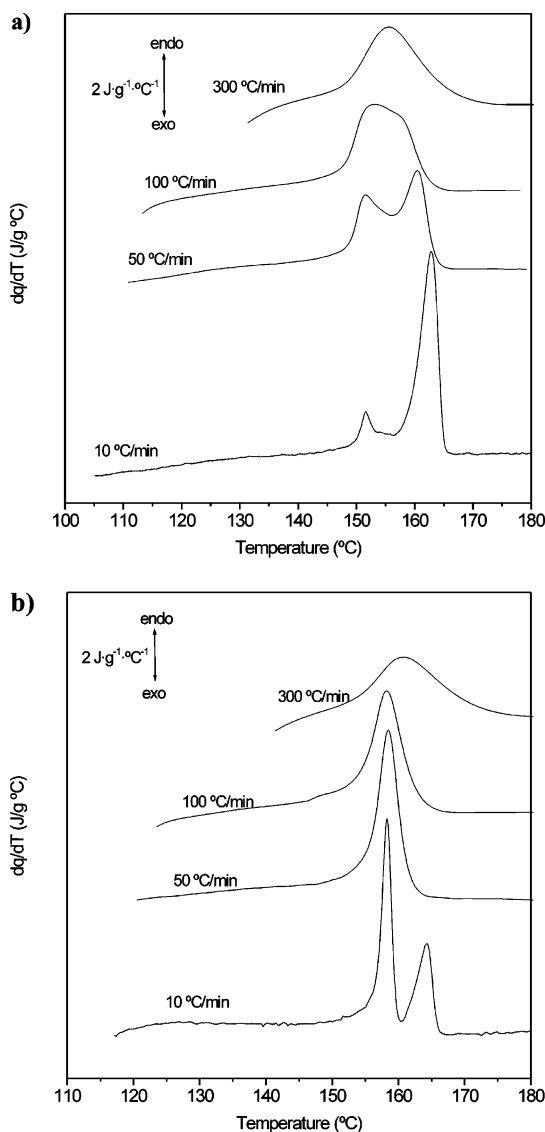 a)
endo
2 J·g⁻¹·ºC⁻¹
exo
300 ºC/min
100 ºC/min
50 ºC/min
10 ºC/min
dq/dT (J/g ºC)
100 110 120 130 140 150 160 170 180
Temperature (ºC)
b)
endo
2 J·g⁻¹·ºC⁻¹
exo
300 ºC/min
100 ºC/min
50 ºC/min
10 ºC/min
dq/dT (J/g ºC)
110 120 130 140 150 160 170 180
Temperature (ºC)